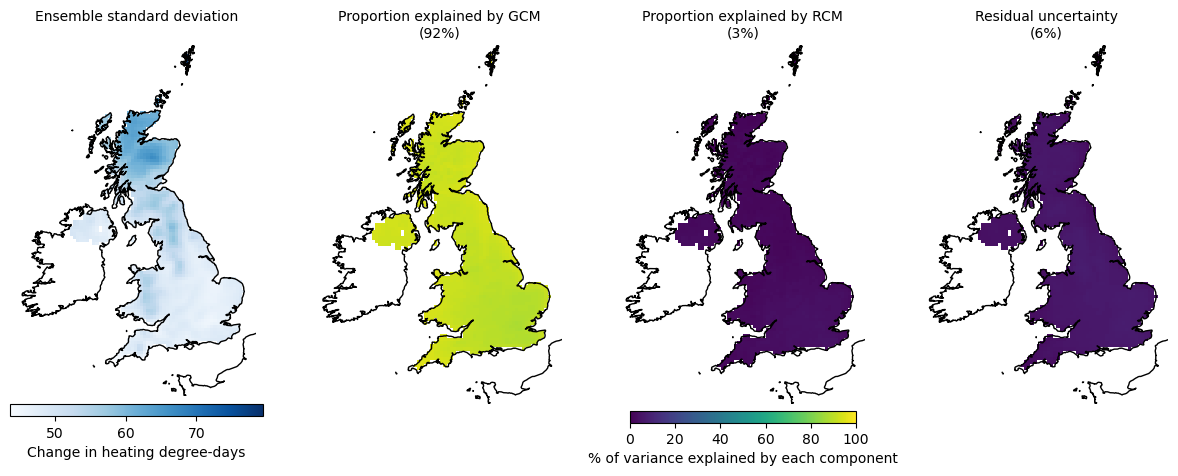 Ensemble standard deviation
Proportion explained by GCM
(92%)
Proportion explained by RCM
(3%)
Residual uncertainty
(6%)
50 60 70
Change in heating degree-days
0 20 40 60 80 100
% of variance explained by each component